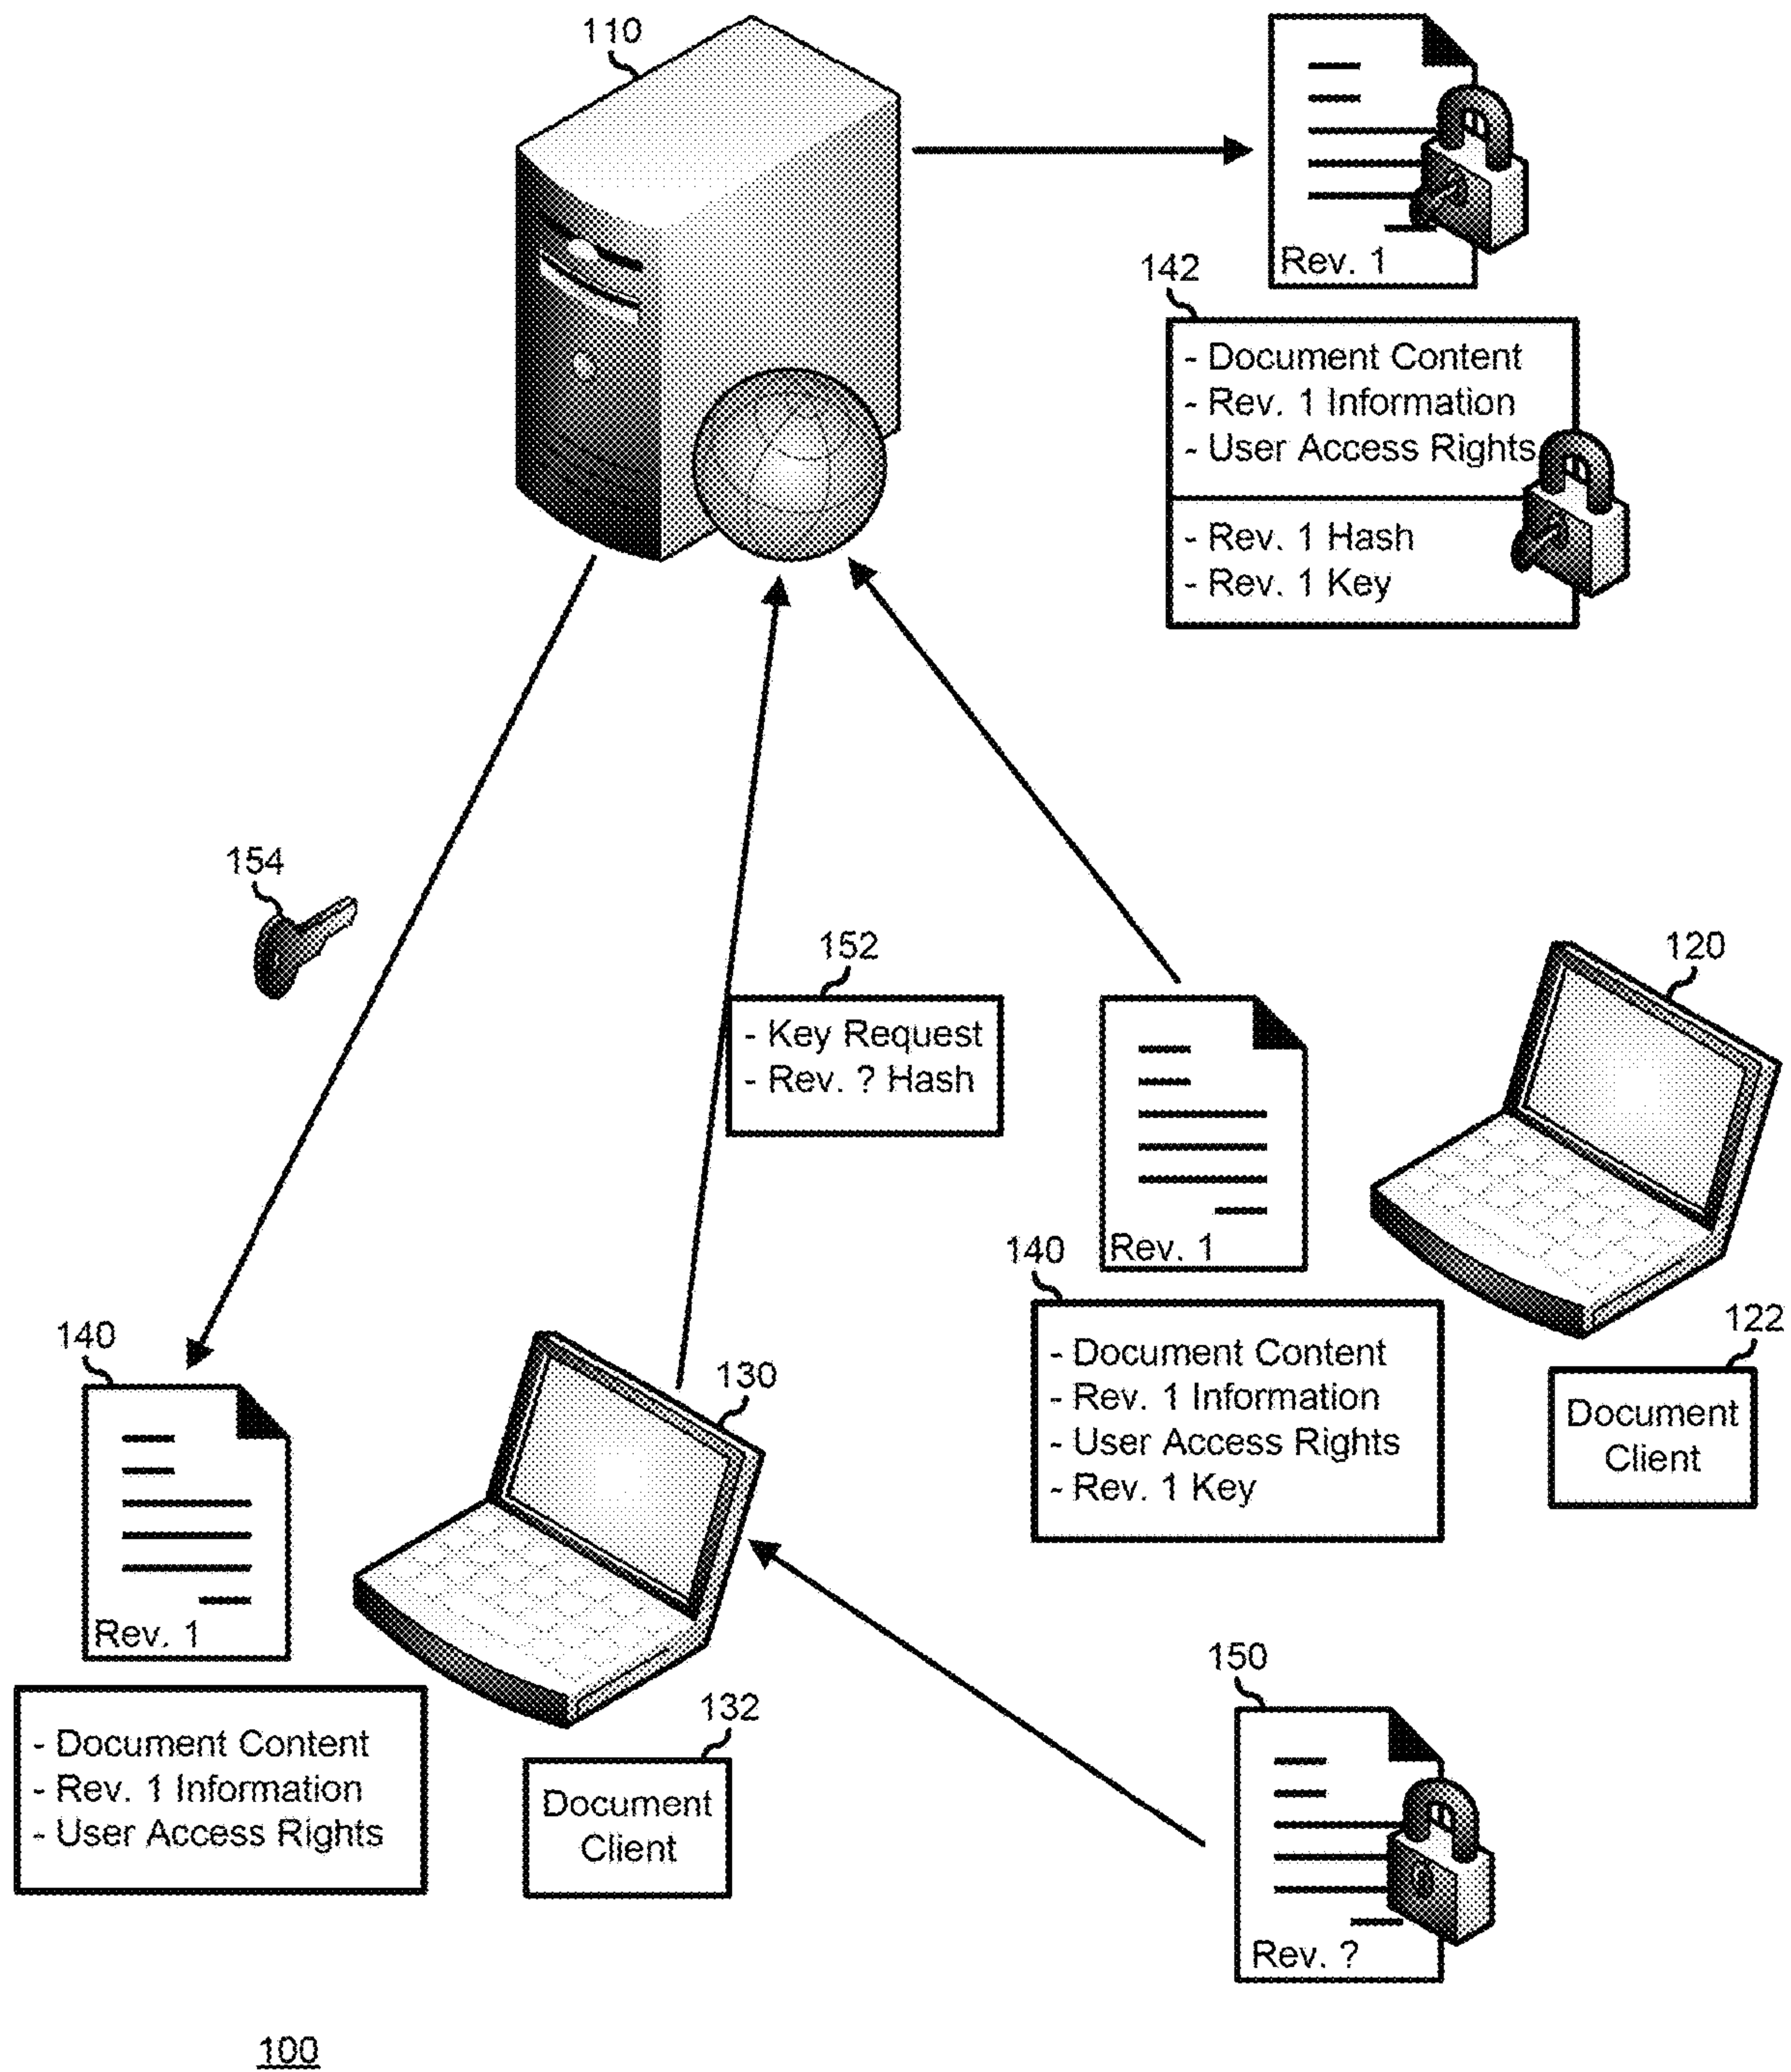 110
Rev. 1
142
- Document Content
- Rev. 1 Information
- User Access Rights
- Rev. 1 Hash
- Rev. 1 Key
154
152
- Key Request
- Rev. ? Hash
120
Rev. 1
140
- Document Content
- Rev. 1 Information
- User Access Rights
- Rev. 1 Key
122
Document
Client
140
Rev. 1
130
- Document Content
- Rev. 1 Information
- User Access Rights
132
Document
Client
150
Rev. ?
100